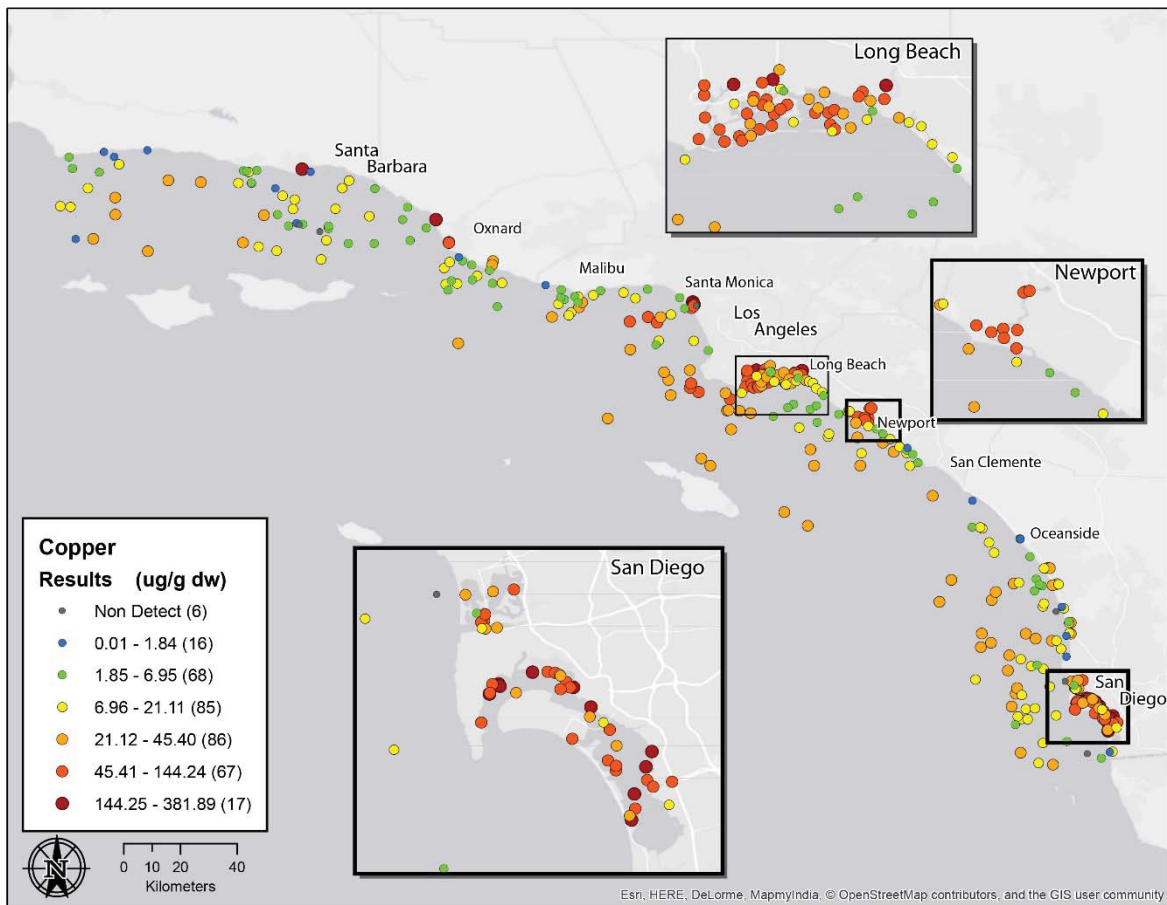 Long Beach
Santa
Barbara
Oxnard
Malibu
Santa Monica
Los
Angeles
Long Beach
Newport
Newport
San Clemente
Oceanside
San Diego
San
Diego
Copper
Results (ug/g dw)
Non Detect (6)
0.01 - 1.84 (16)
1.85 - 6.95 (68)
6.96 - 21.11 (85)
21.12 - 45.40 (86)
45.41 - 144.24 (67)
144.25 - 381.89 (17)
N
0 10 20 40
Kilometers
Esri, HERE, DeLorme, MapmyIndia, © OpenStreetMap contributors, and the GIS user community